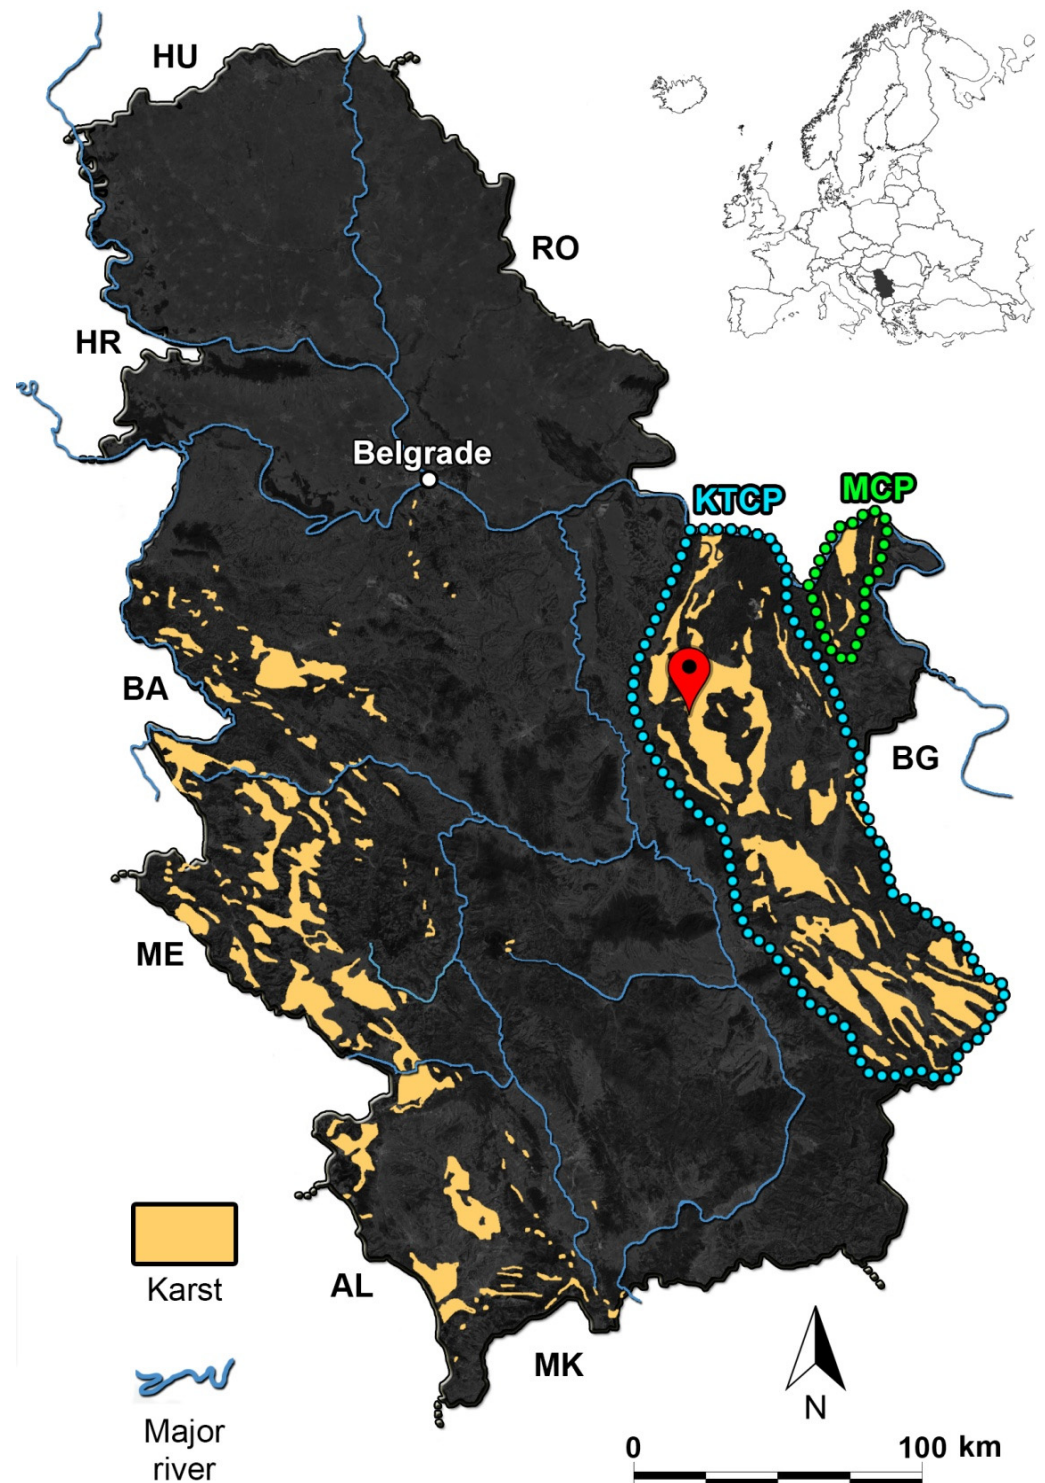 HU
RO
HR
Belgrade
KTCP
MCP
BA
BG
ME
AL
MK
Karst
Major
river
N
0
100 km